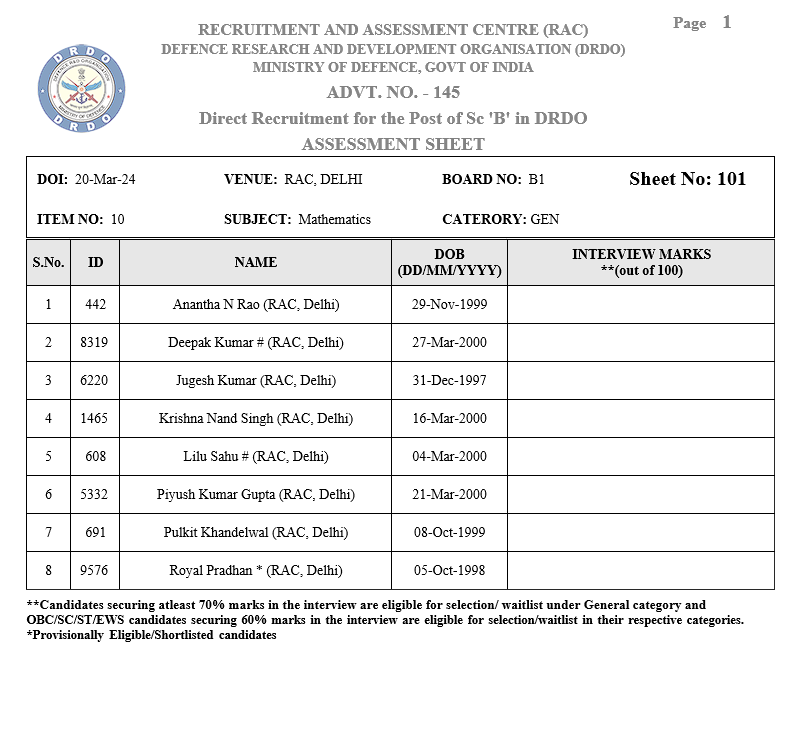 Page 1
RECRUITMENT AND ASSESSMENT CENTRE (RAC)
DEFENCE RESEARCH AND DEVELOPMENT ORGANISATION (DRDO)
MINISTRY OF DEFENCE, GOVT OF INDIA
ADVT. NO. - 145
Direct Recruitment for the Post of Sc 'B' in DRDO
ASSESSMENT SHEET
DRDO
DEFENCE R&D ORGANISATION
MINISTRY OF DEFENCE
DRDO
DOI: 20-Mar-24 VENUE: RAC, DELHI BOARD NO: B1 Sheet No: 101
ITEM NO: 10 SUBJECT: Mathematics CATERORY: GEN
S.No. ID NAME DOB (DD/MM/YYYY) INTERVIEW MARKS **(out of 100)
1 442 Anantha N Rao (RAC, Delhi) 29-Nov-1999
2 8319 Deepak Kumar # (RAC, Delhi) 27-Mar-2000
3 6220 Jugesh Kumar (RAC, Delhi) 31-Dec-1997
4 1465 Krishna Nand Singh (RAC, Delhi) 16-Mar-2000
5 608 Lilu Sahu # (RAC, Delhi) 04-Mar-2000
6 5332 Piyush Kumar Gupta (RAC, Delhi) 21-Mar-2000
7 691 Pulkit Khandelwal (RAC, Delhi) 08-Oct-1999
8 9576 Royal Pradhan * (RAC, Delhi) 05-Oct-1998
**Candidates securing atleast 70% marks in the interview are eligible for selection/ waitlist under General category and
OBC/SC/ST/EWS candidates securing 60% marks in the interview are eligible for selection/waitlist in their respective categories.
*Provisionally Eligible/Shortlisted candidates